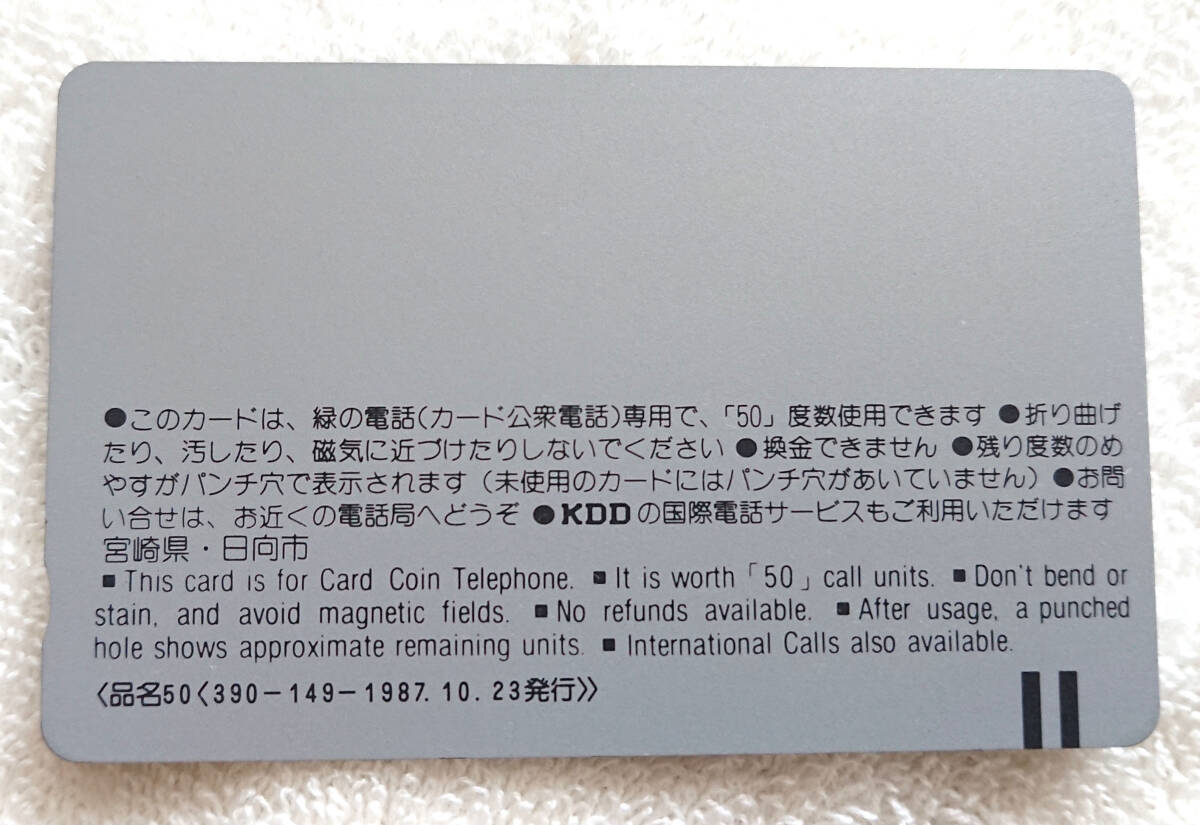 ●このカードは、緑の電話(カード公衆電話)専用で、「50」度数使用できます ●折り曲げ
たり、汚したり、磁気に近づけたりしないでください ●換金できません ●残り度数のめ
やすがパンチ穴で表示されます(未使用のカードにはパンチ穴があいていません) ●お問
い合せは、お近くの電話局へどうぞ ●KDDの国際電話サービスもご利用いただけます
宮崎県・日向市
■ This card is for Card Coin Telephone. ■ It is worth「50」call units. ■ Don't bend or
stain, and avoid magnetic fields. ■ No refunds available. ■ After usage, a punched
hole shows approximate remaining units. ■ International Calls also available.
〈品名50〈390-149-1987. 10. 23発行〉〉